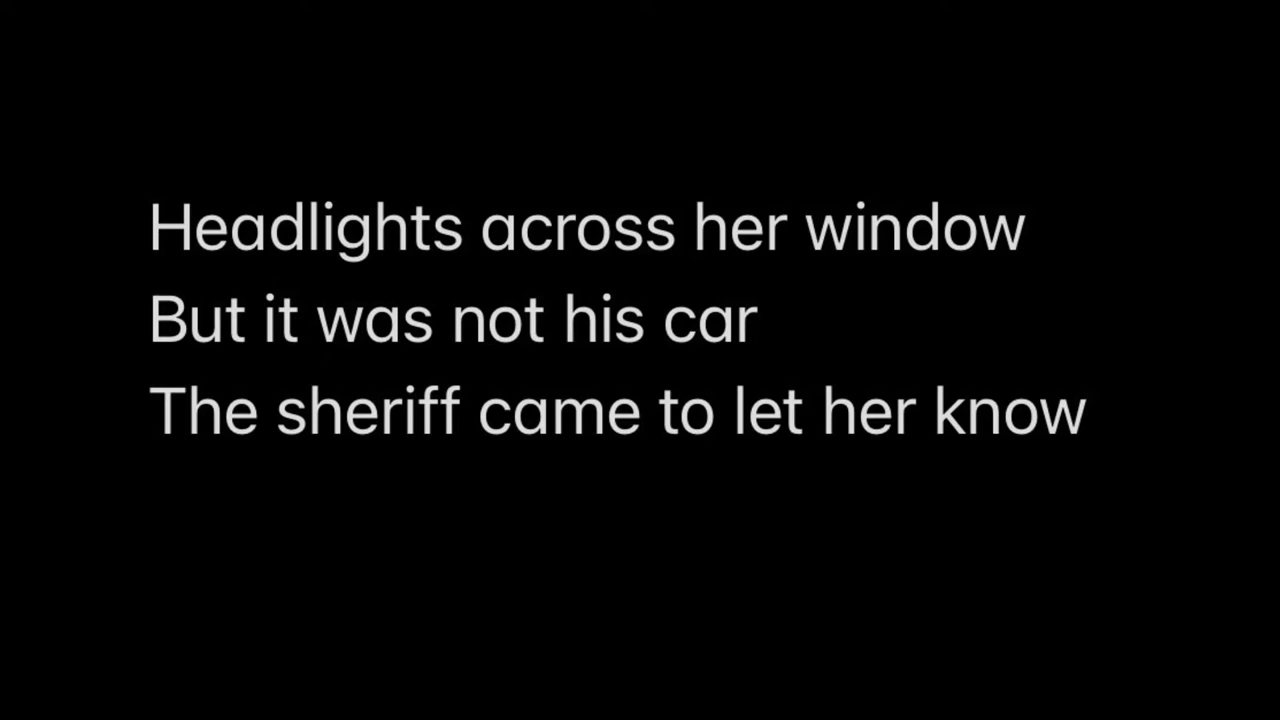 Headlights across her window
But it was not his car
The sheriff came to let her know